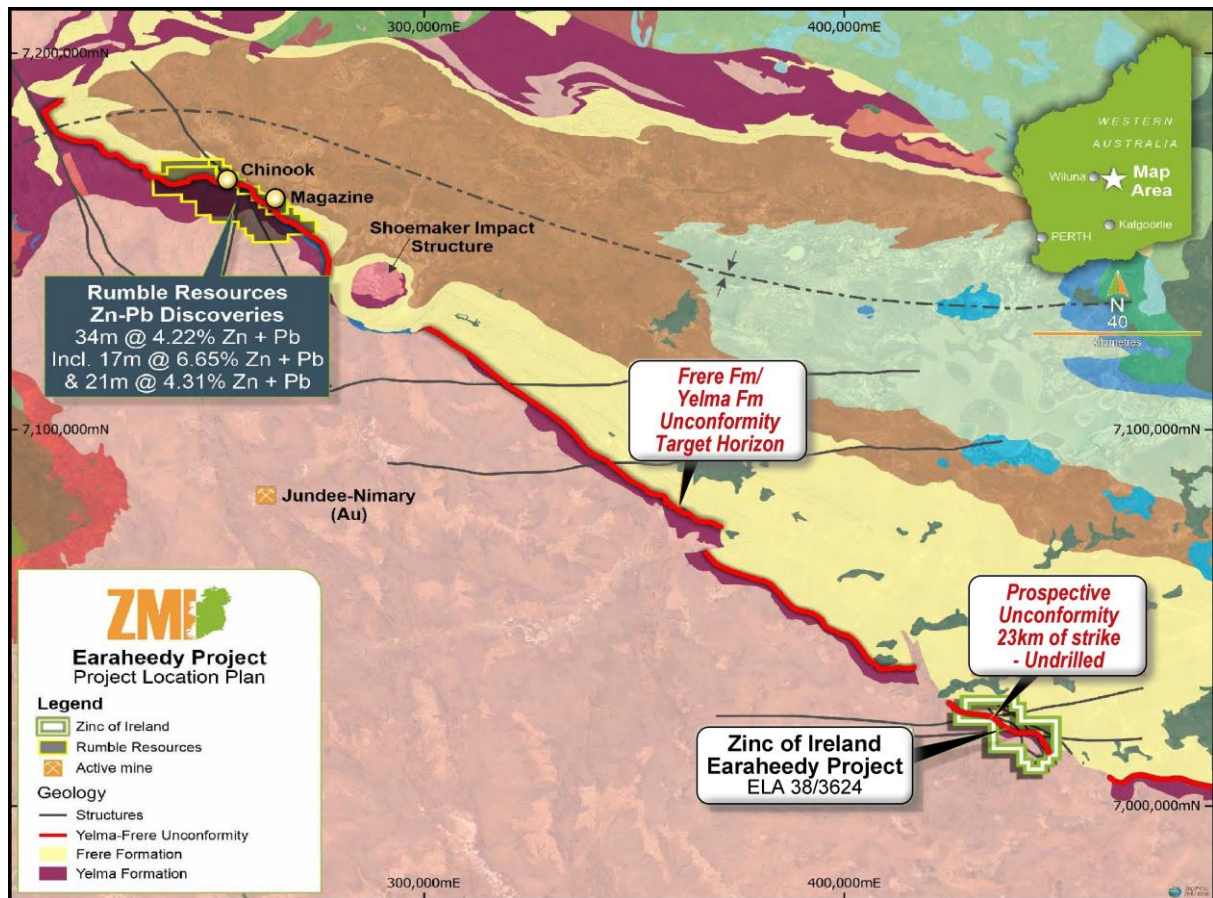 300,000mE
400,000mE
7,200,000mN
WESTERN
AUSTRALIA
Wiluna
Map
Area
Kalgoorlie
PERTH
N
40
kilometres
Chinook
Magazine
Shoemaker Impact
Structure
Rumble Resources
Zn-Pb Discoveries
34m @ 4.22% Zn + Pb
Incl. 17m @ 6.65% Zn + Pb
& 21m @ 4.31% Zn + Pb
Frere Fm/
Yelma Fm
Unconformity
Target Horizon
7,100,000mN
7,100,000mN
Jundee-Nimary
(Au)
Prospective
Unconformity
23km of strike
- Undrilled
Zinc of Ireland
Earaheedy Project
ELA 38/3624
7,000,000mN
ZMI
Earaheedy Project
Project Location Plan
Legend
Zinc of Ireland
Rumble Resources
Active mine
Geology
Structures
Yelma-Frere Unconformity
Frere Formation
Yelma Formation
300,000mE
400,000mE